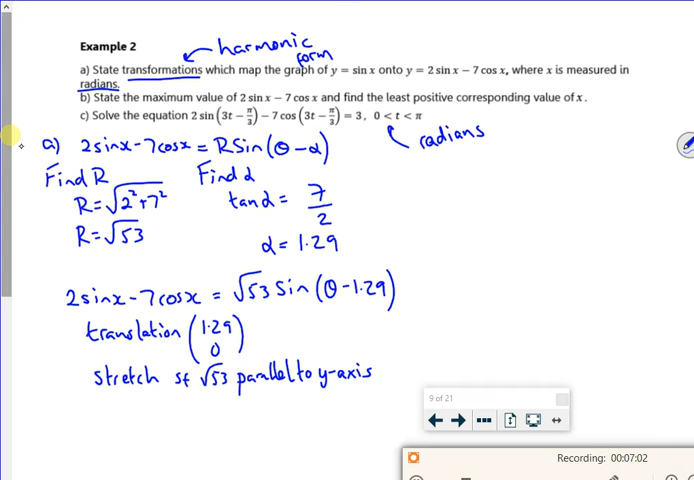 Example 2
harmonic
form
a) State transformations which map the graph of y = sin x onto y = 2 sin x − 7 cos x, where x is measured in
radians.
b) State the maximum value of 2 sin x − 7 cos x and find the least positive corresponding value of x.
c) Solve the equation 2 sin(3t − π/3) − 7 cos(3t − π/3) = 3, 0 < t < π
radians
a) 2sinx − 7cosx = RSin(θ − α)
Find R Find α
R = √2² + 7² tanα = 7/2
R = √53 α = 1.29
2sinx − 7cosx = √53 Sin(θ − 1.29)
translation (1.29
0)
stretch sf √53 parallel to y-axis
9 of 21
Recording: 00:07:02